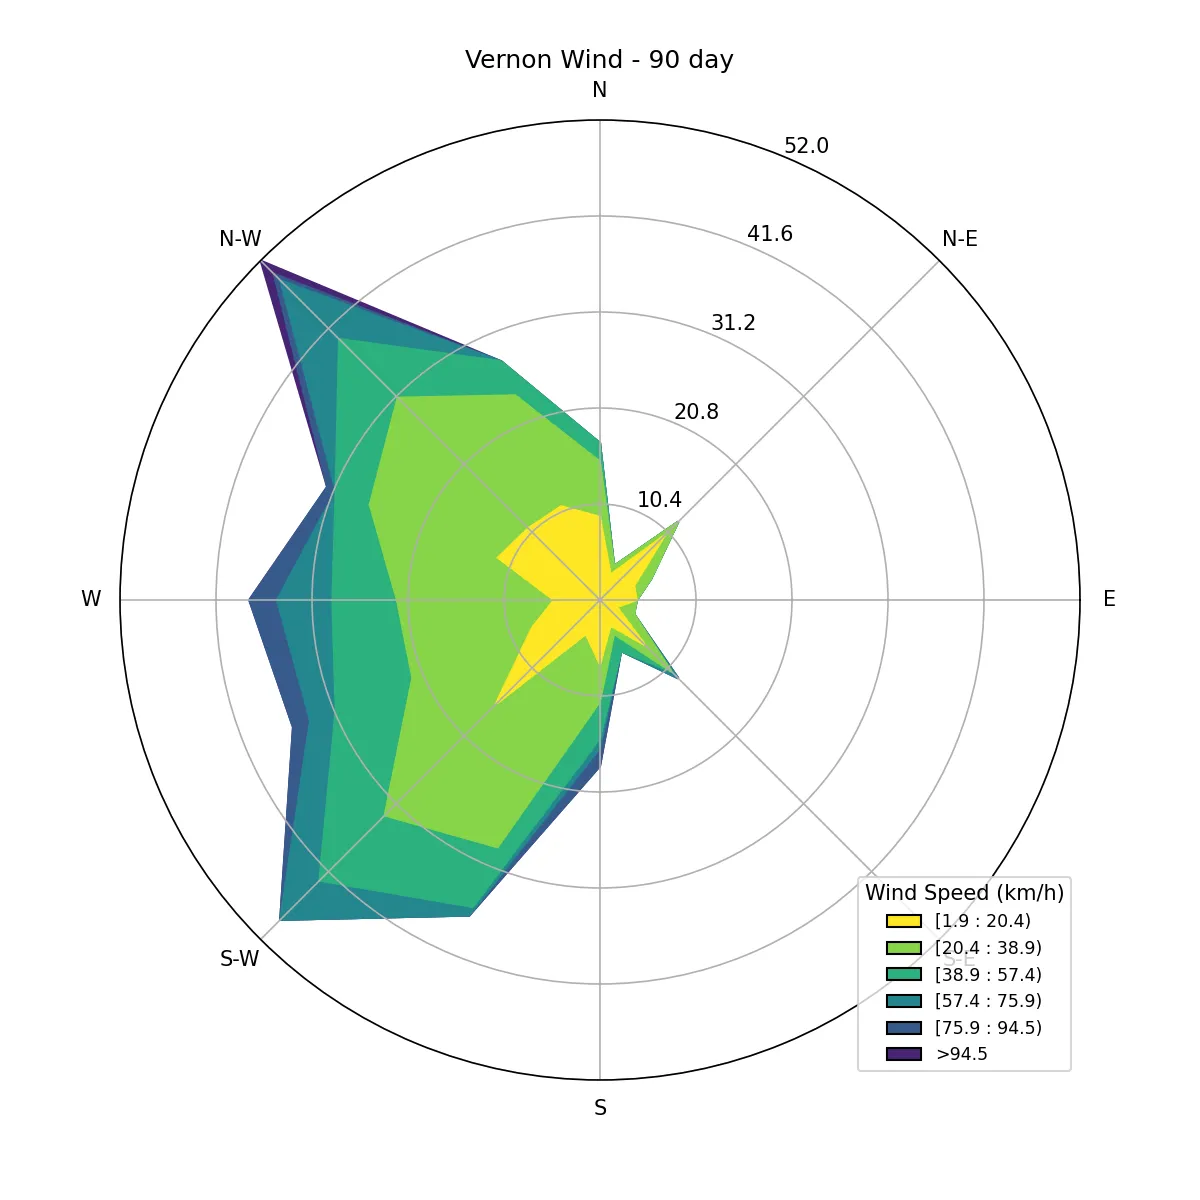 Vernon Wind - 90 day
N
52.0
41.6
N-W
N-E
31.2
20.8
10.4
W
E
Wind Speed (km/h)
[1.9 : 20.4)
[20.4 : 38.9)
S-W
S-E
[38.9 : 57.4)
[57.4 : 75.9)
[75.9 : 94.5)
>94.5
S